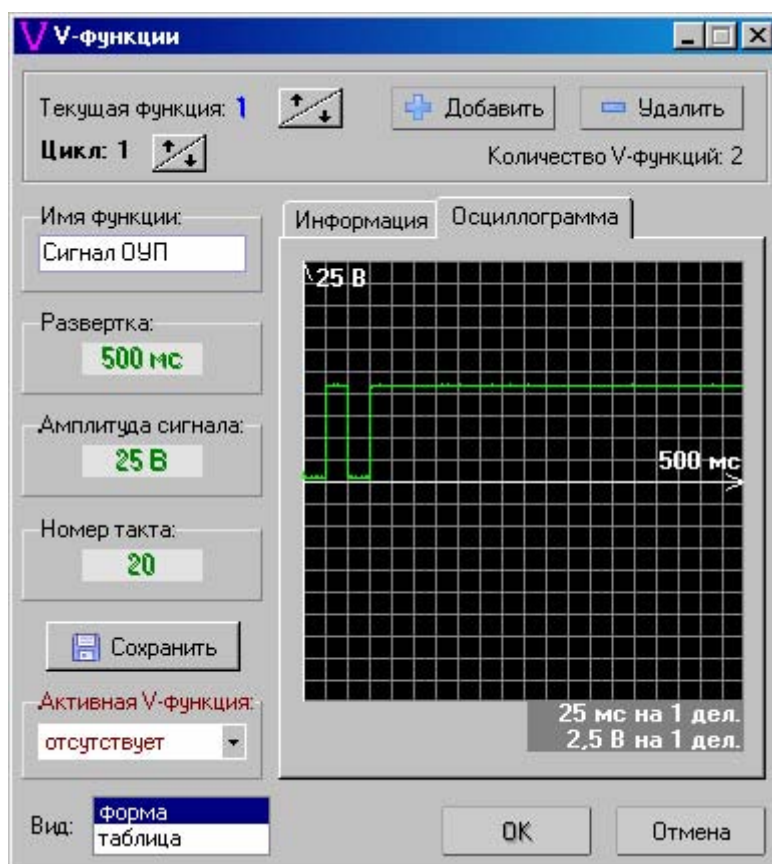 V-функции
Текущая функция: 1
Добавить
Удалить
Цикл: 1
Количество V-функций: 2
Имя функции:
Сигнал ОУП
Развертка:
500 мс
Амплитуда сигнала:
25 В
Номер такта:
20
Сохранить
Активная V-функция:
отсутствует
Информация
Осциллограмма
25 В
500 мс
25 мс на 1 дел.
2,5 В на 1 дел.
Вид:
форма
таблица
OK
Отмена